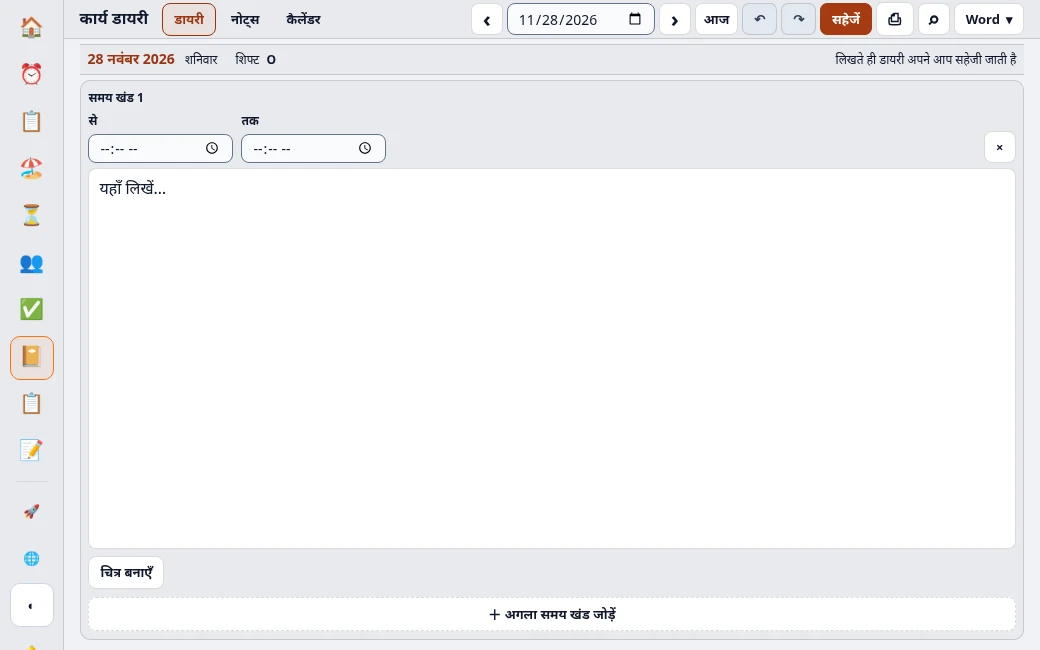 कार्य डायरी डायरी नोट्स कैलेंडर ‹ 11/28/2026 › आज ↶ ↷ सहेजें Word ▾
28 नवंबर 2026 शनिवार शिफ्ट O लिखते ही डायरी अपने आप सहेजी जाती है
समय खंड 1
से तक
--:-- -- --:-- -- ×
यहाँ लिखें...
चित्र बनाएँ
+ अगला समय खंड जोड़ें